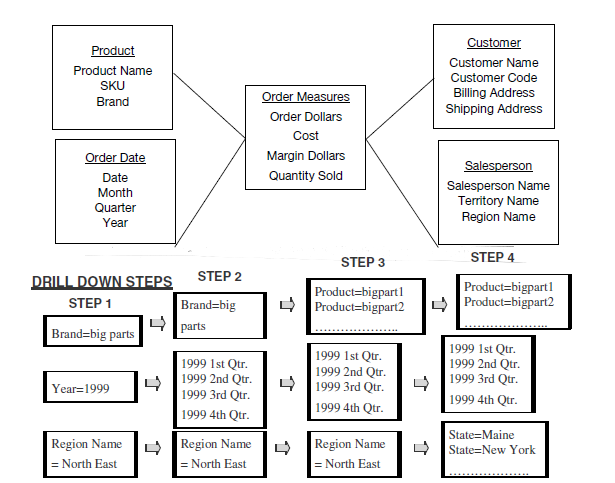 Product
Product Name
SKU
Brand
Order Date
Date
Month
Quarter
Year
Order Measures
Order Dollars
Cost
Margin Dollars
Quantity Sold
Customer
Customer Name
Customer Code
Billing Address
Shipping Address
Salesperson
Salesperson Name
Territory Name
Region Name
DRILL DOWN STEPS
STEP 1
STEP 2
STEP 3
STEP 4
Brand=big parts
Brand=big
parts
Product=bigpart1
Product=bigpart2
.....................
Product=bigpart1
Product=bigpart2
.....................
Year=1999
1999 1st Qtr.
1999 2nd Qtr.
1999 3rd Qtr.
1999 4th Qtr.
1999 1st Qtr.
1999 2nd Qtr.
1999 3rd Qtr.
1999 4th Qtr.
1999 1st Qtr.
1999 2nd Qtr.
1999 3rd Qtr.
1999 4th Qtr.
Region Name
= North East
Region Name
= North East
Region Name
= North East
State=Maine
State=New York
.....................